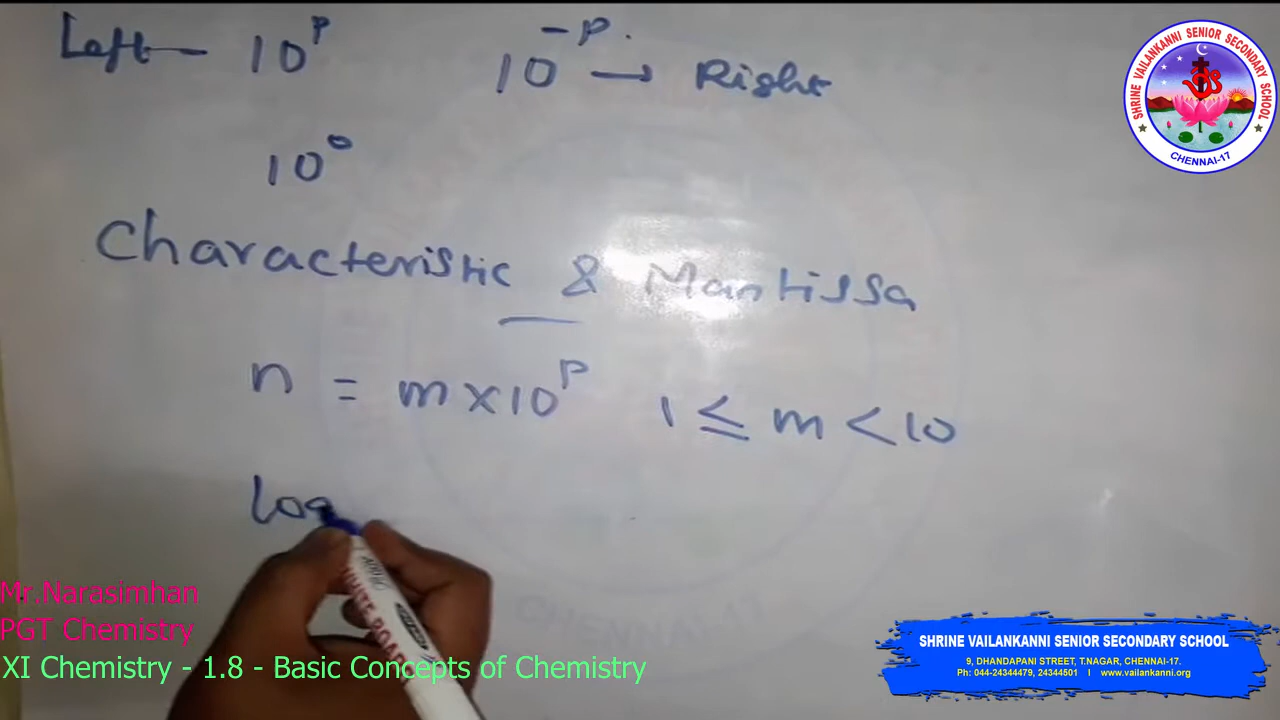 Left — 10^P 10^-P. → Right
10^0
Characteristic & Mantissa
n = m × 10^P 1 ≤ m < 10
log
SHRINE VAILANKANNI SENIOR SECONDARY SCHOOL
CHENNAI-17
Mr.Narasimhan
PGT Chemistry
XI Chemistry - 1.8 - Basic Concepts of Chemistry
SHRINE VAILANKANNI SENIOR SECONDARY SCHOOL
9, DHANDAPANI STREET, T.NAGAR, CHENNAI-17.
Ph: 044-24344479, 24344501 I www.vailankanni.org